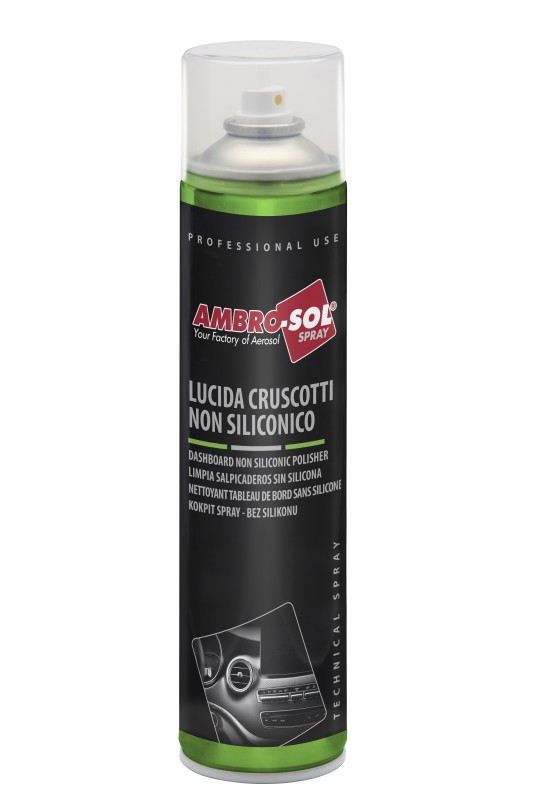 PROFESSIONAL USE
AMBRO-SOL®
SPRAY
Your Factory of Aerosol
LUCIDA CRUSCOTTI
NON SILICONICO
DASHBOARD NON SILICONIC POLISHER
LIMPIA SALPICADEROS SIN SILICONA
NETTOYANT TABLEAU DE BORD SANS SILICONE
KOKPIT SPRAY - BEZ SILIKONU
TECHNICAL SPRAY